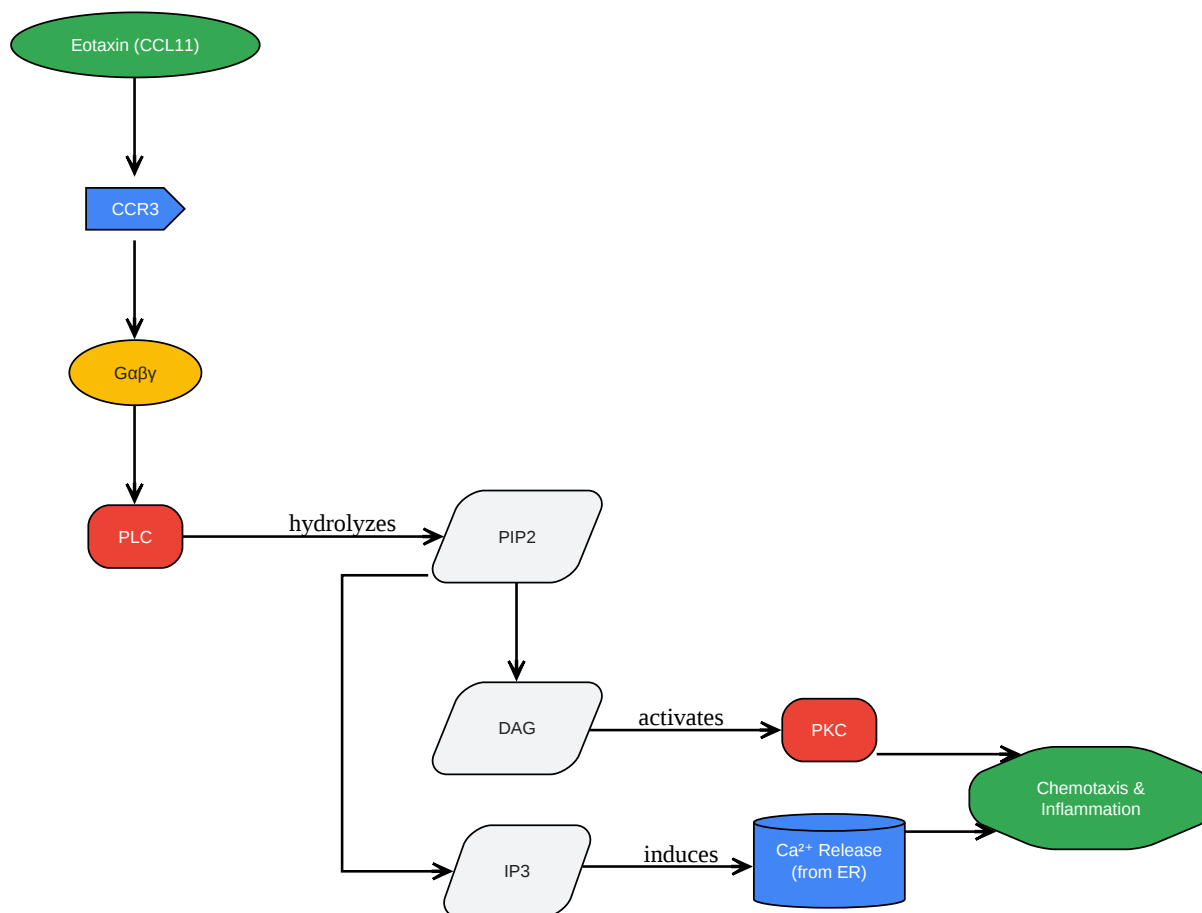 Eotaxin (CCL11)
CCR3
Gαβγ
PLC
hydrolyzes
PIP2
DAG
activates
PKC
Chemotaxis &
Inflammation
IP3
induces
Ca²⁺ Release
(from ER)